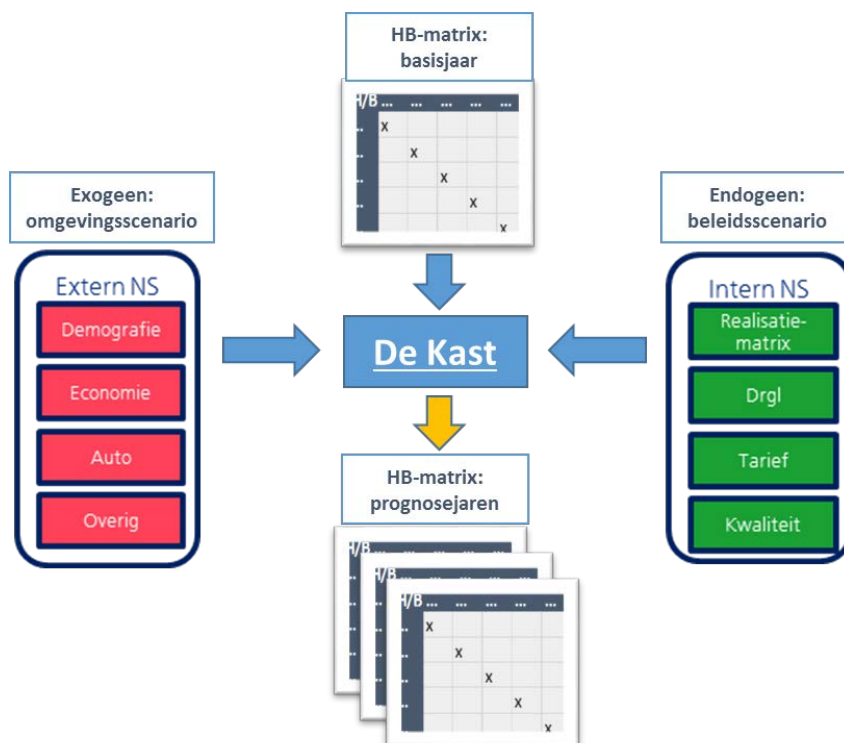 HB-matrix:
basisjaar
H/B ... ... ... ... ...
.. X
.. X
.. X
.. X
X
Exogeen:
omgevingsscenario
Extern NS
Demografie
Economie
Auto
Overig
De Kast
Endogeen:
beleidsscenario
Intern NS
Realisatie-
matrix
Drgl
Tarief
Kwaliteit
HB-matrix:
prognosejaren
H/B ... ... ... ... ...
H/B ... ... ... ... ...
H/B ... ... ... ... ...
.. X
.. X
.. X
.. X
X